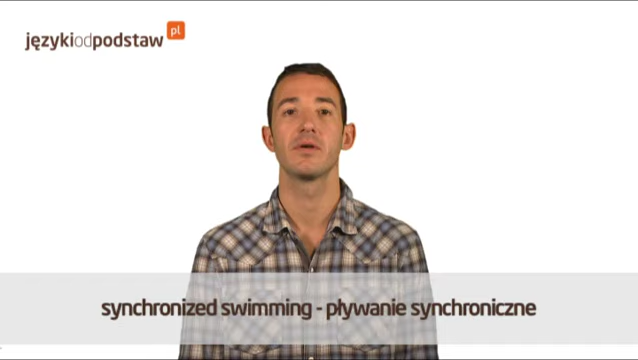 językiodpodstaw pl
synchronized swimming - pływanie synchroniczne